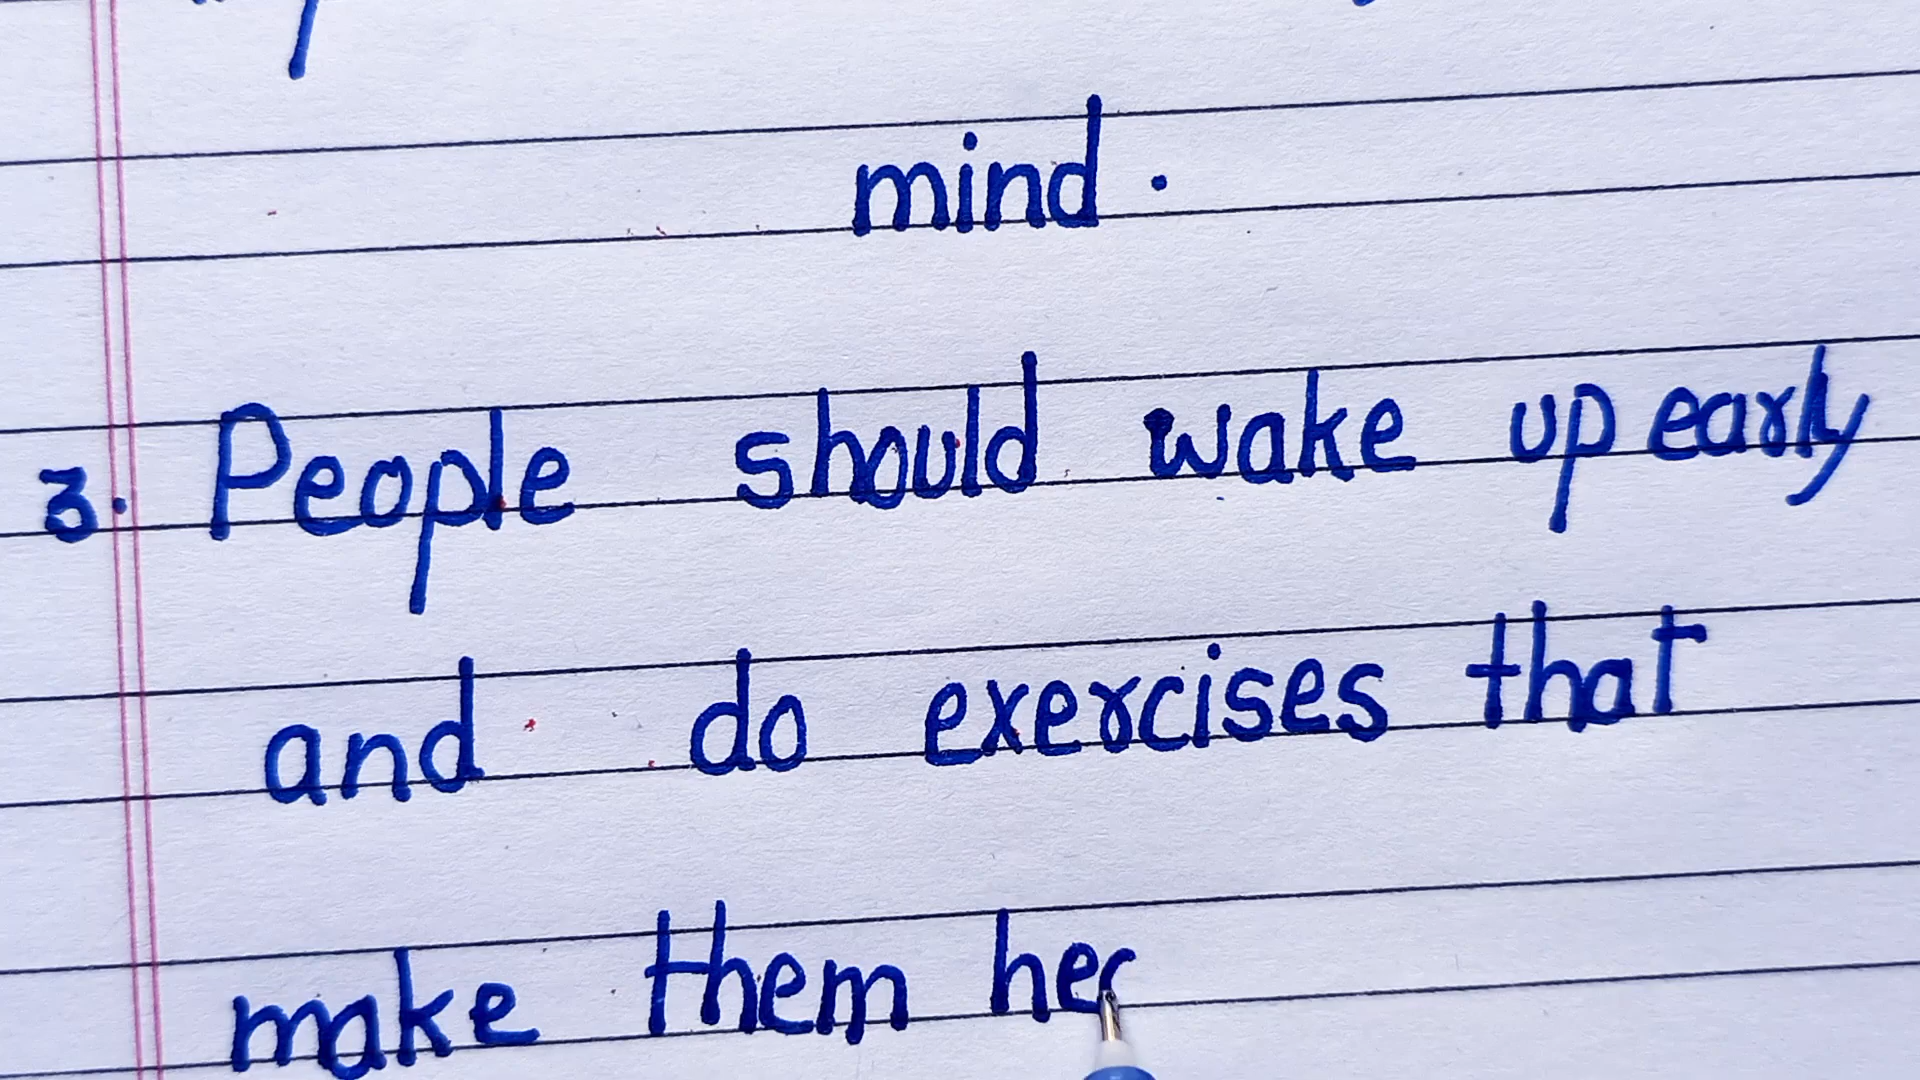 mind.
3. People should wake up early
and do exercises that
make them he